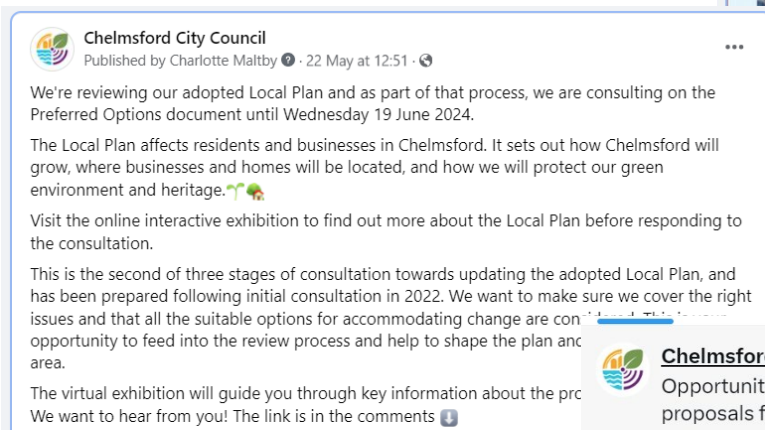 Chelmsford City Council
Published by Charlotte Maltby · 22 May at 12:51 ·
We're reviewing our adopted Local Plan and as part of that process, we are consulting on the
Preferred Options document until Wednesday 19 June 2024.
The Local Plan affects residents and businesses in Chelmsford. It sets out how Chelmsford will
grow, where businesses and homes will be located, and how we will protect our green
environment and heritage.🌱🏡
Visit the online interactive exhibition to find out more about the Local Plan before responding to
the consultation.
This is the second of three stages of consultation towards updating the adopted Local Plan, and
has been prepared following initial consultation in 2022. We want to make sure we cover the right
issues and that all the suitable options for accommodating change are
opportunity to feed into the review process and help to shape the plan and
area.
The virtual exhibition will guide you through key information about the
We want to hear from you! The link is in the comments ⬇️
Chelmsfor
Opportunit
proposals f